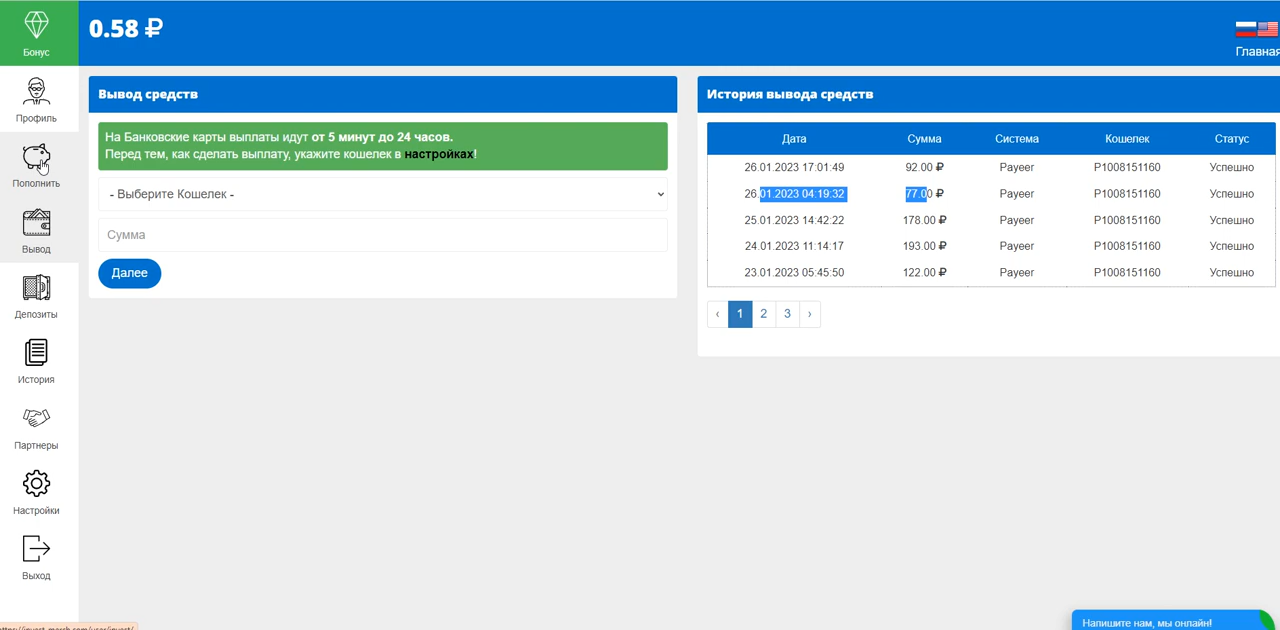 0.58 ₽
Главная
Бонус
Профиль
Пополнить
Вывод
Депозиты
История
Партнеры
Настройки
Выход
Вывод средств
На Банковские карты выплаты идут от 5 минут до 24 часов.
Перед тем, как сделать выплату, укажите кошелек в настройках!
- Выберите Кошелек -
Сумма
Далее
История вывода средств
Дата Сумма Система Кошелек Статус
26.01.2023 17:01:49 92.00 ₽ Payeer P1008151160 Успешно
26.01.2023 04:19:32 77.00 ₽ Payeer P1008151160 Успешно
25.01.2023 14:42:22 178.00 ₽ Payeer P1008151160 Успешно
24.01.2023 11:14:17 193.00 ₽ Payeer P1008151160 Успешно
23.01.2023 05:45:50 122.00 ₽ Payeer P1008151160 Успешно
‹ 1 2 3 ›
Напишите нам, мы онлайн!